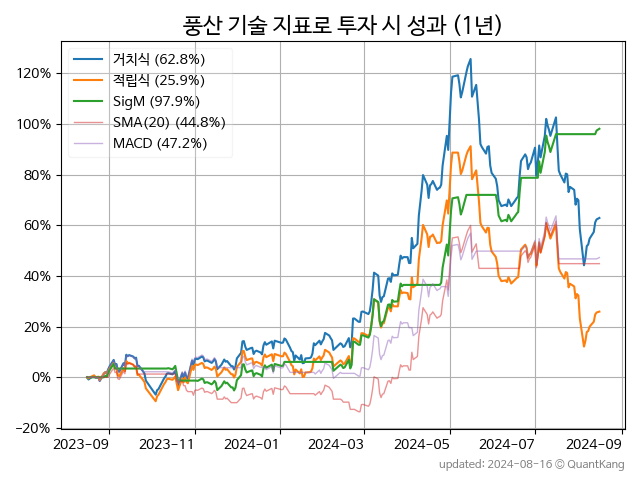 풍산 기술 지표로 투자 시 성과 (1년)
거치식 (62.8%)
적립식 (25.9%)
SigM (97.9%)
SMA(20) (44.8%)
MACD (47.2%)
120%
100%
80%
60%
40%
20%
0%
−20%
2023-09 2023-11 2024-01 2024-03 2024-05 2024-07 2024-09
updated: 2024-08-16 © QuantKang